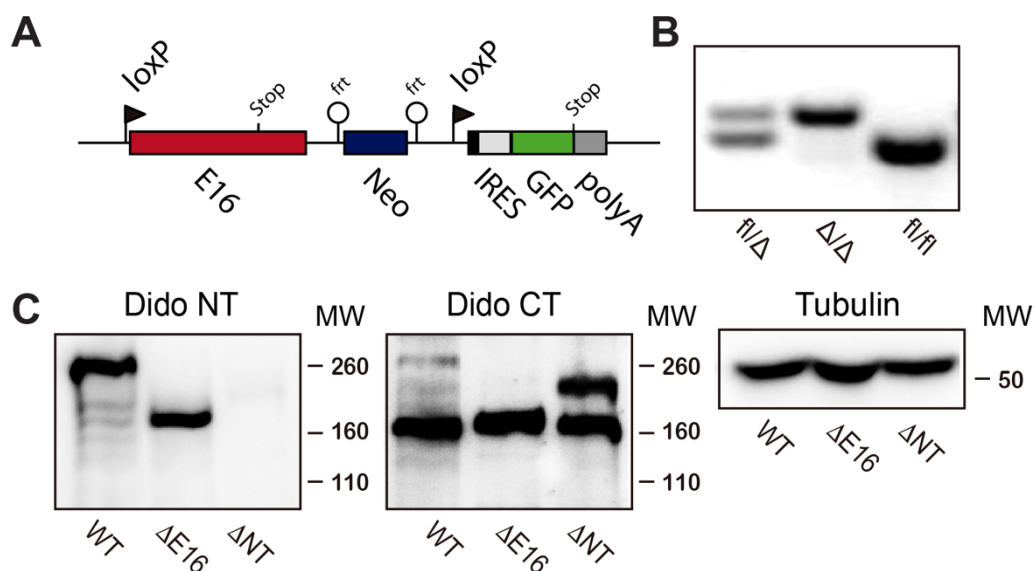 A
loxP
Stop
frt
frt
loxP
Stop
E16
Neo
IRES
GFP
polyA
B
fl/Δ
Δ/Δ
fl/fl
C
Dido NT
MW
Dido CT
MW
Tubulin
MW
– 260
– 160
– 110
– 260
– 160
– 110
– 50
WT
ΔE16
ΔNT
WT
ΔE16
ΔNT
WT
ΔE16
ΔNT